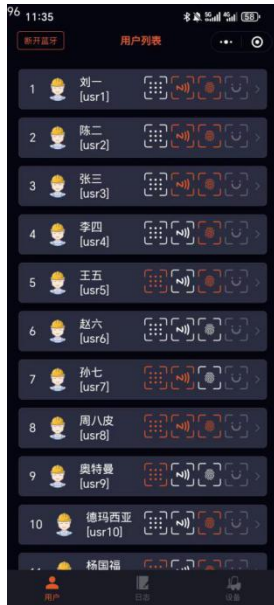 96
11:35
58
断开蓝牙
用户列表
1
刘一
[usr1]
2
陈二
[usr2]
3
张三
[usr3]
4
李四
[usr4]
5
王五
[usr5]
6
赵六
[usr6]
7
孙七
[usr7]
8
周八皮
[usr8]
9
奥特曼
[usr9]
10
德玛西亚
[usr10]
11
杨国福
用户
日志
设备